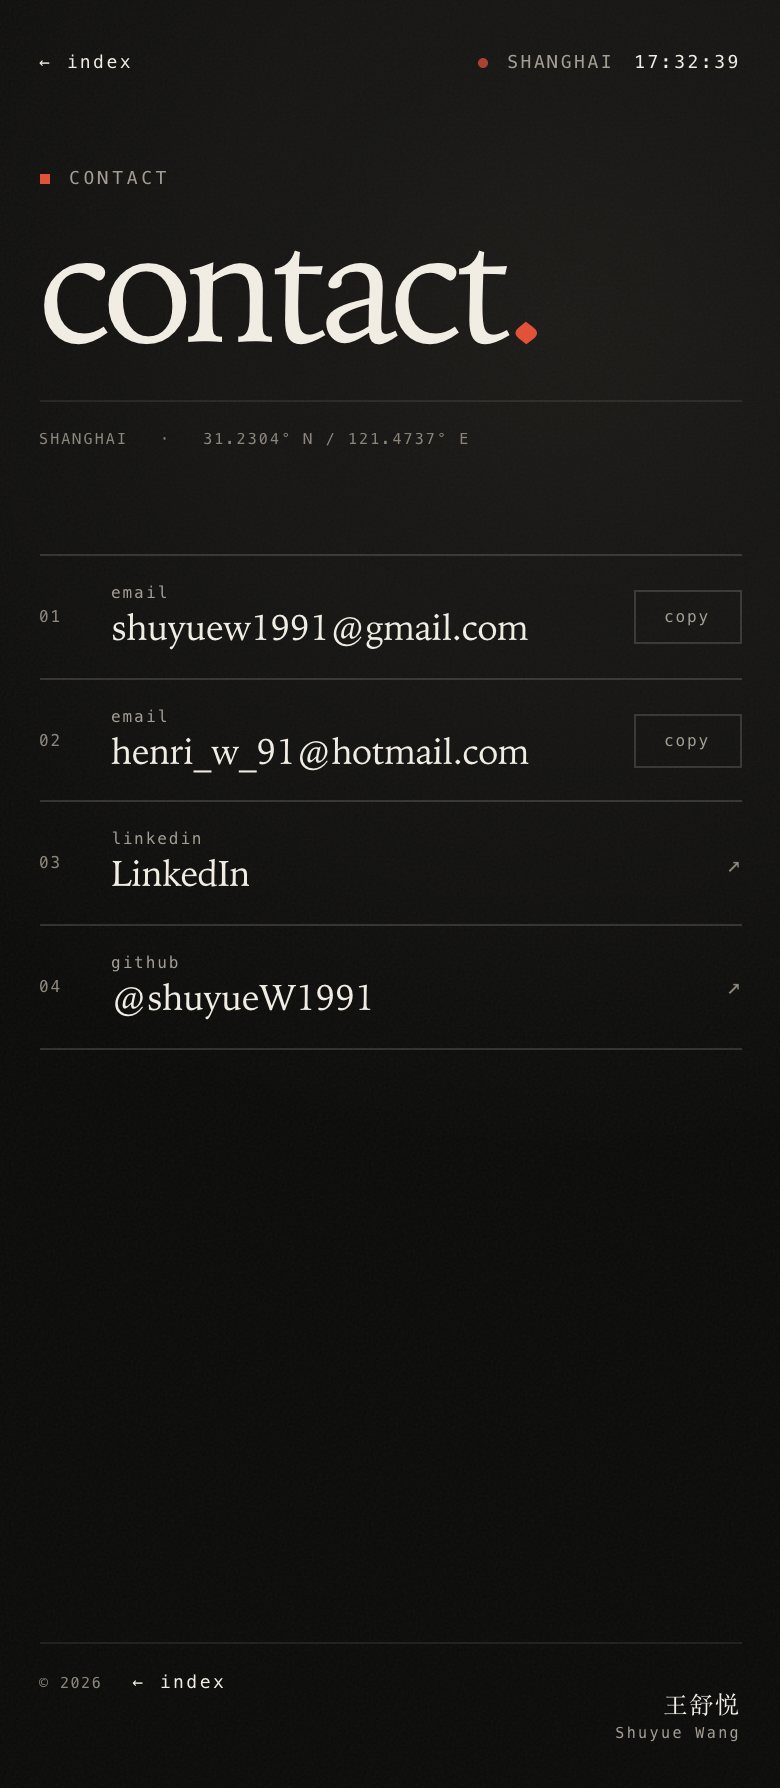 ← index
SHANGHAI 17:32:39
CONTACT
contact.
SHANGHAI · 31.2304° N / 121.4737° E
01
email
shuyuew1991@gmail.com
copy
02
email
henri_w_91@hotmail.com
copy
03
linkedin
LinkedIn
↗
04
github
@shuyueW1991
↗
© 2026 ← index
王舒悦
Shuyue Wang